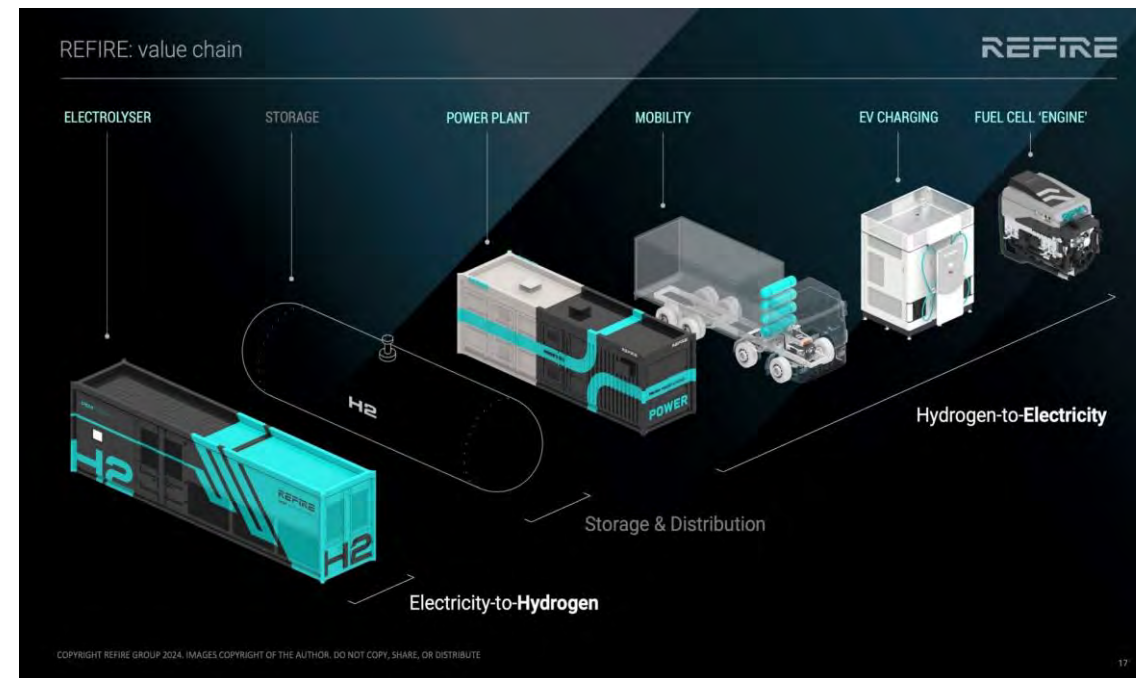 REFIRE: value chain
REFIRE
ELECTROLYSER
STORAGE
POWER PLANT
MOBILITY
EV CHARGING
FUEL CELL ‘ENGINE’
H2
POWER
H2
REFIRE
H2
Hydrogen-to-Electricity
Storage & Distribution
Electricity-to-Hydrogen
COPYRIGHT REFIRE GROUP 2024. IMAGES COPYRIGHT OF THE AUTHOR. DO NOT COPY, SHARE, OR DISTRIBUTE
17